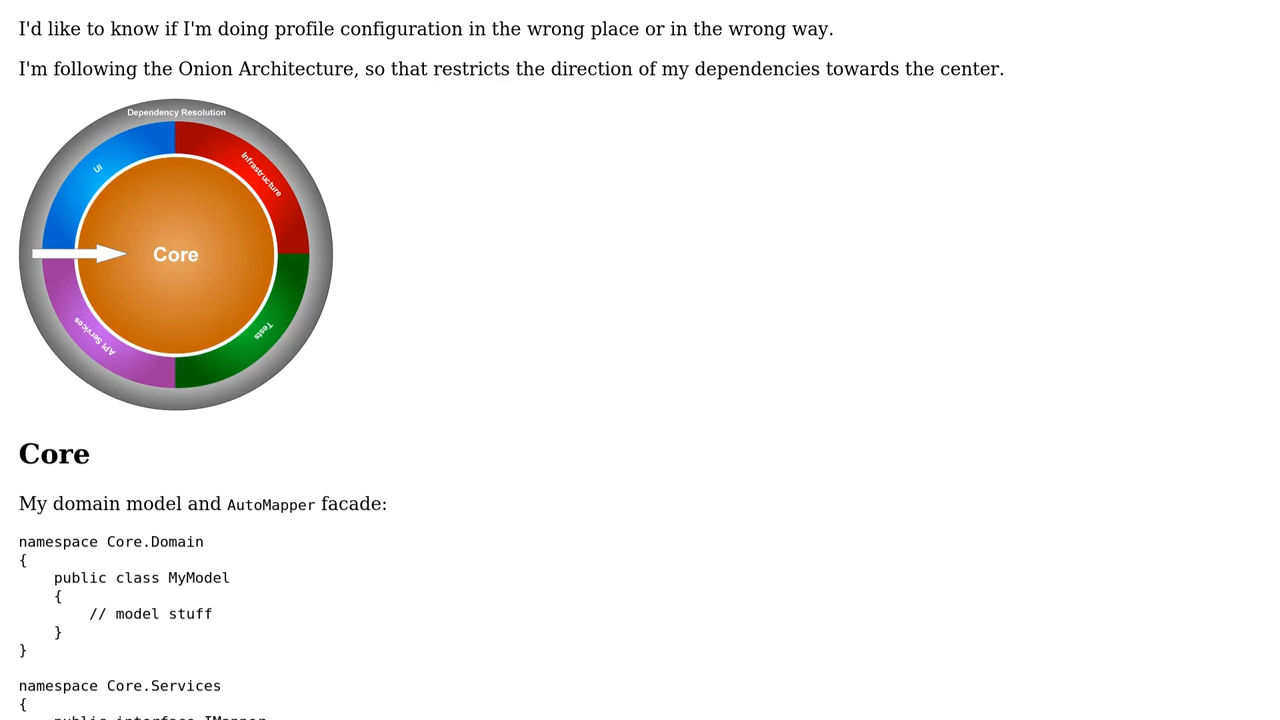 I'd like to know if I'm doing profile configuration in the wrong place or in the wrong way.
I'm following the Onion Architecture, so that restricts the direction of my dependencies towards the center.
Dependency Resolution
UI
Infrastructure
Core
API Services
Tests
Core
My domain model and AutoMapper facade:
namespace Core.Domain
{
    public class MyModel
    {
        // model stuff
    }
}
namespace Core.Services
{
    public interface IMapper